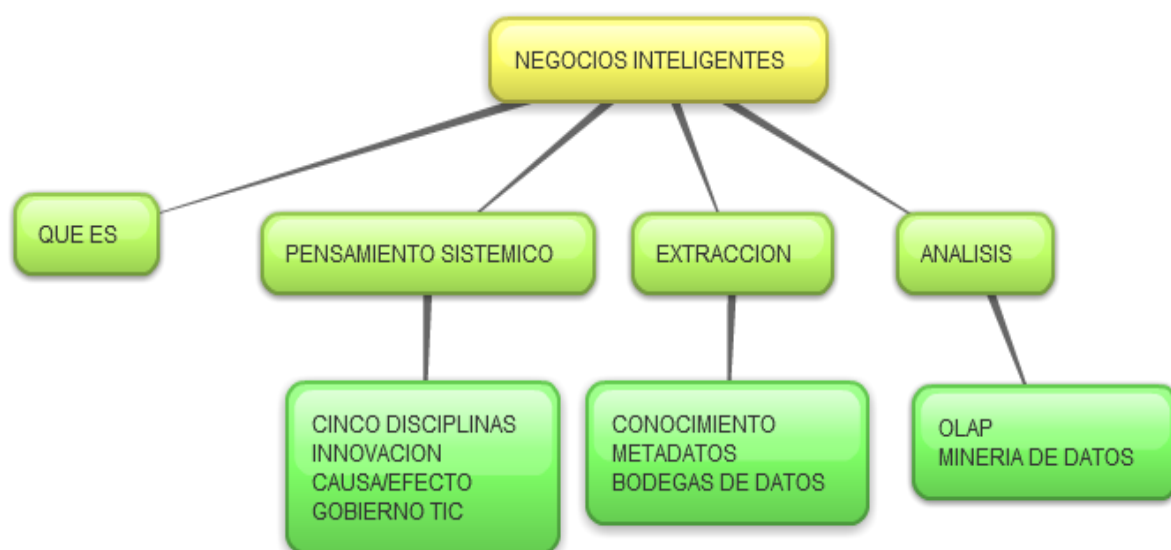 NEGOCIOS INTELIGENTES
QUE ES
PENSAMIENTO SISTEMICO
EXTRACCION
ANALISIS
CINCO DISCIPLINAS
INNOVACION
CAUSA/EFECTO
GOBIERNO TIC
CONOCIMIENTO
METADATOS
BODEGAS DE DATOS
OLAP
MINERIA DE DATOS